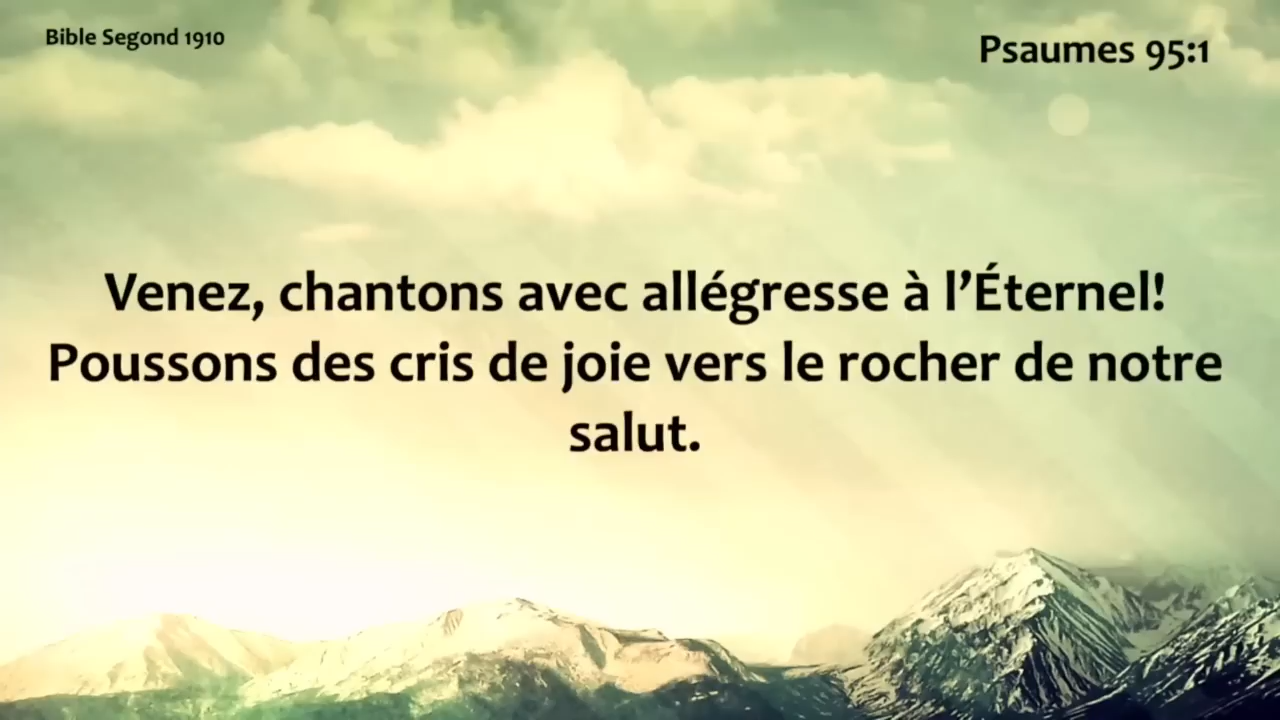 Bible Segond 1910
Psaumes 95:1
Venez, chantons avec allégresse à l’Éternel!
Poussons des cris de joie vers le rocher de notre
salut.